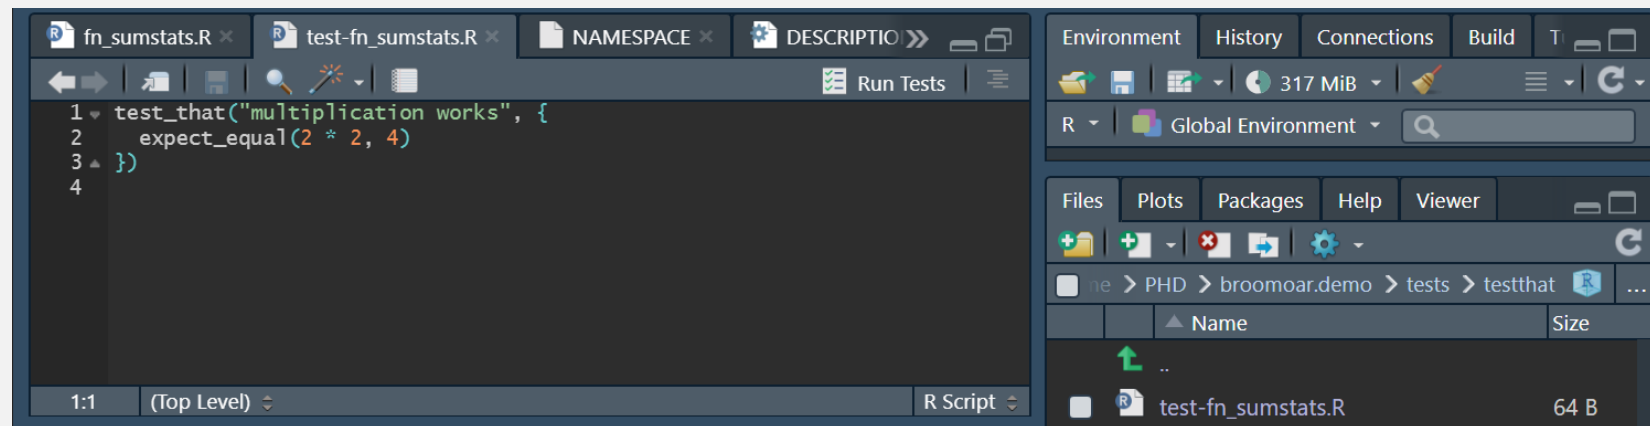 fn_sumstats.R
test-fn_sumstats.R
NAMESPACE
DESCRIPTIO
Run Tests
1 test_that("multiplication works", {
2 expect_equal(2 * 2, 4)
3 })
4
1:1 (Top Level) R Script
Environment History Connections Build
317 MiB
R Global Environment
Files Plots Packages Help Viewer
PHD broomoar.demo tests testthat ...
Name Size
..
test-fn_sumstats.R 64 B